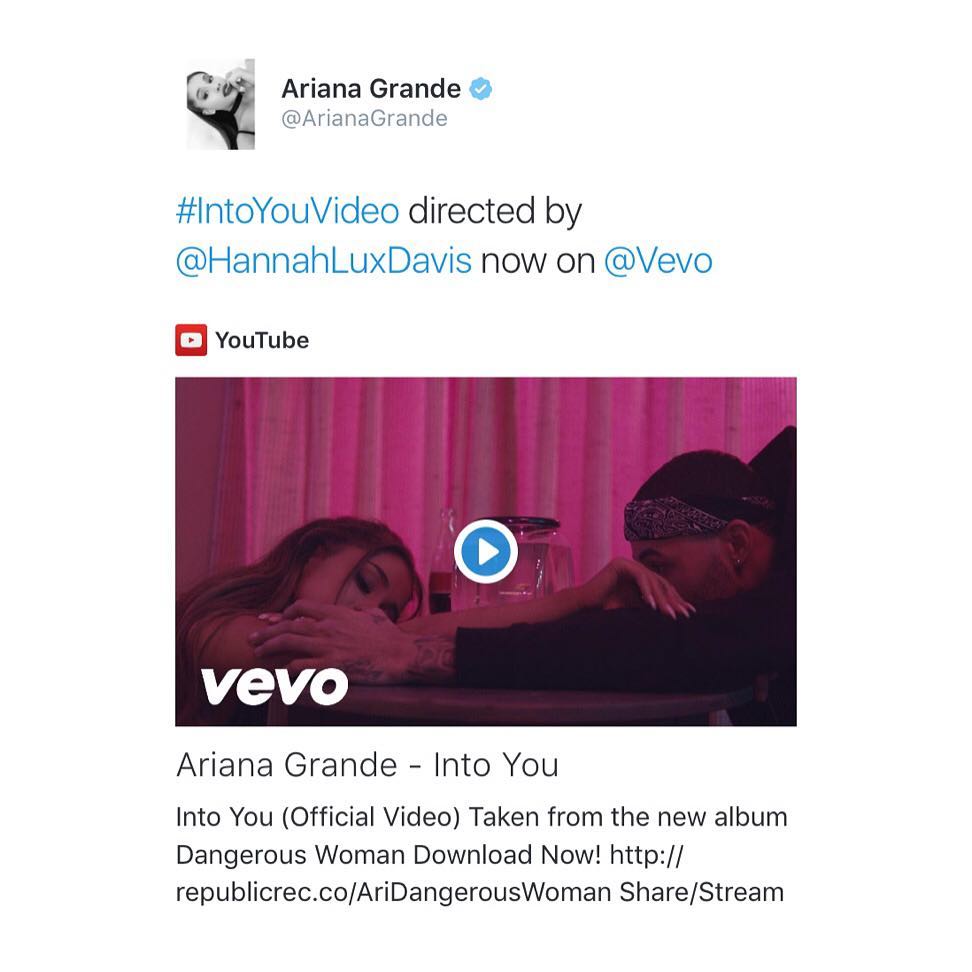 Ariana Grande
@ArianaGrande
#IntoYouVideo directed by
@HannahLuxDavis now on @Vevo
YouTube
vevo
Ariana Grande - Into You
Into You (Official Video) Taken from the new album
Dangerous Woman Download Now! http://
republicrec.co/AriDangerousWoman Share/Stream